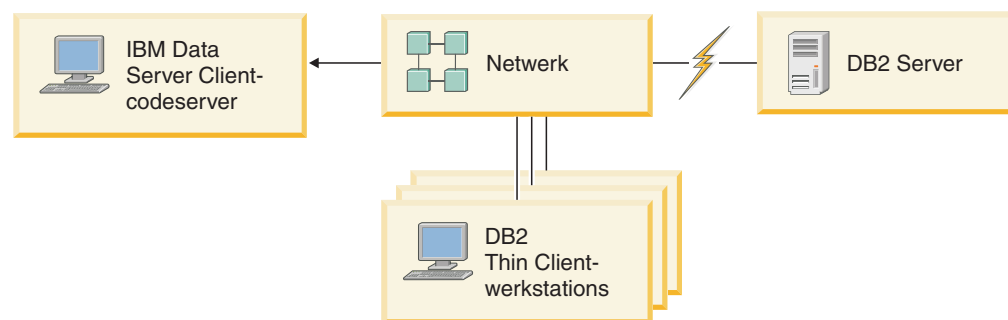 IBM Data
Server Client-
codeserver
Netwerk
DB2 Server
DB2
Thin Client-
werkstations